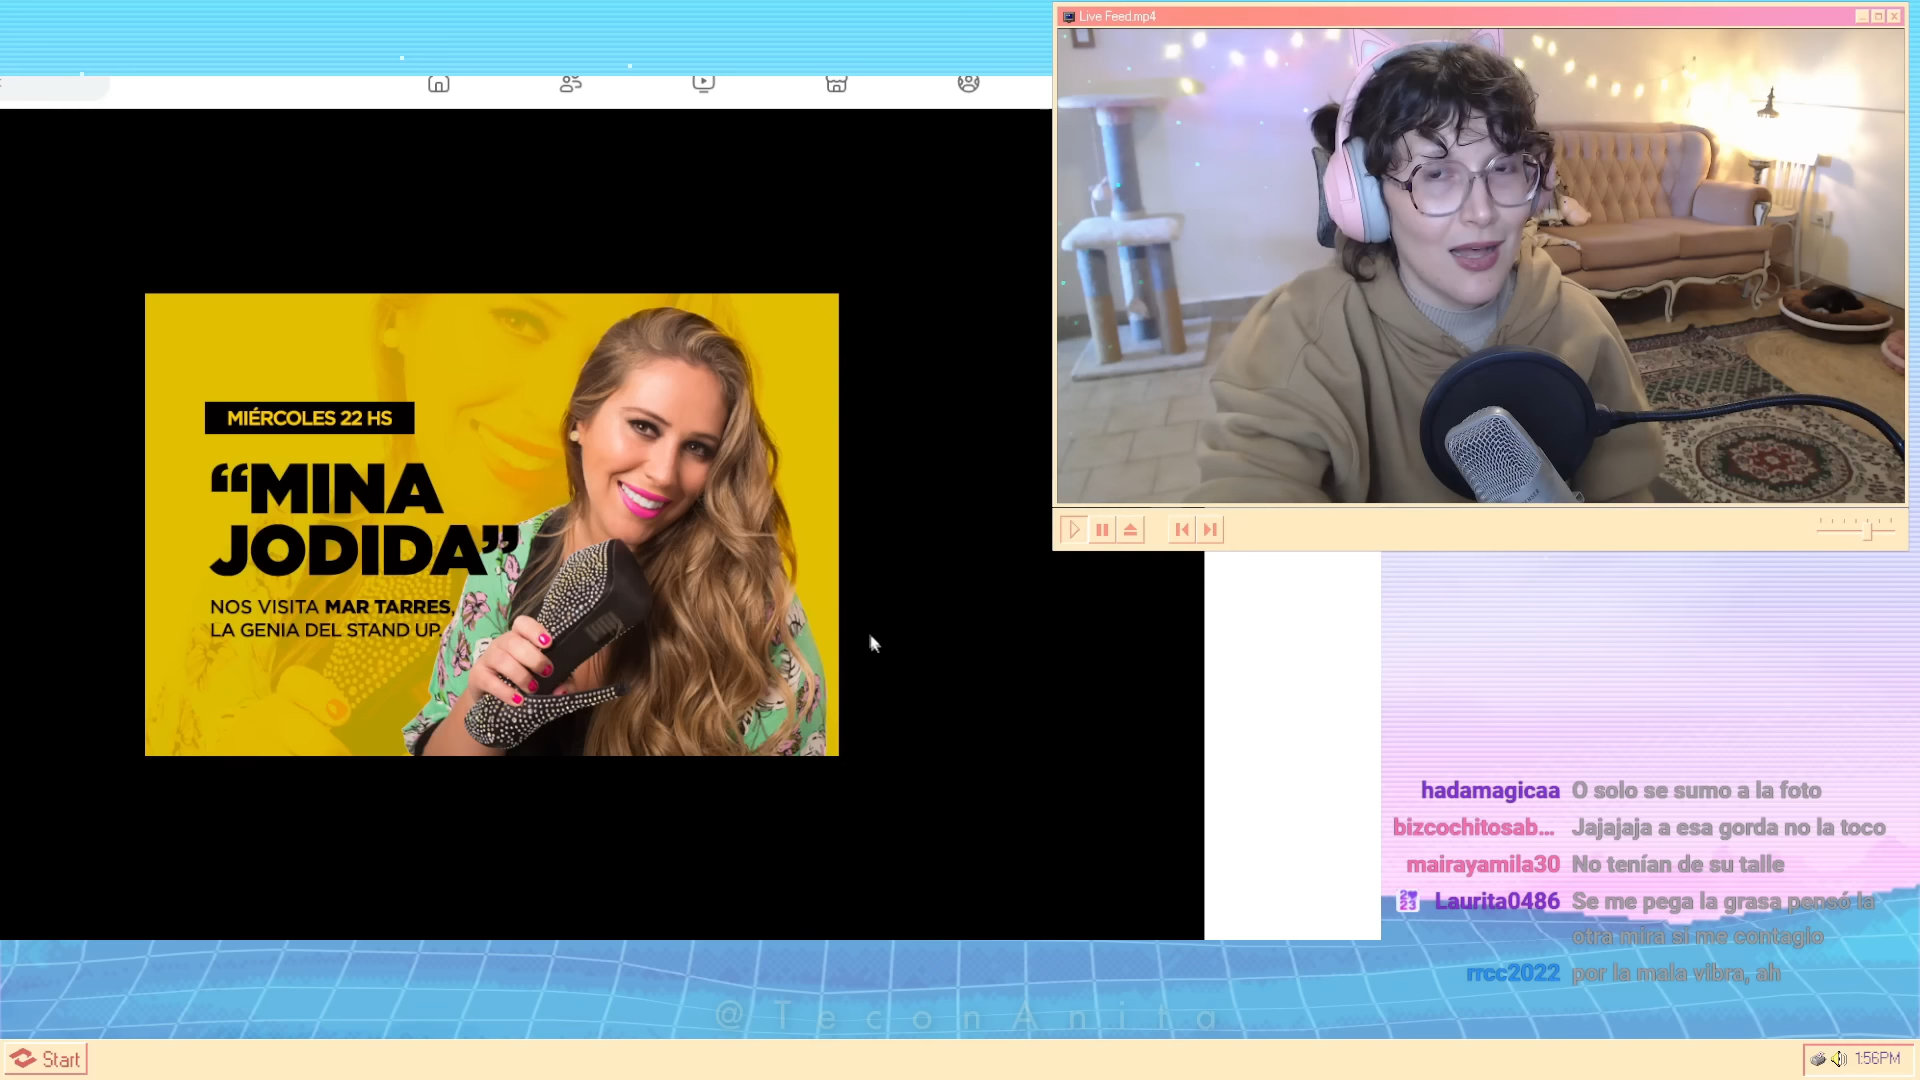 Live Feed.mp4
MIÉRCOLES 22 HS
“MINA
JODIDA”
NOS VISITA MAR TARRES,
LA GENIA DEL STAND UP.
hadamagicaa O solo se sumo a la foto
bizcochitosab... Jajajaja a esa gorda no la toco
mairayamila30 No tenían de su talle
2023 Laurita0486 Se me pega la grasa pensó la
otra mira si me contagio
rrcc2022 por la mala vibra, ah
@TeconAnita
Start
1:56PM